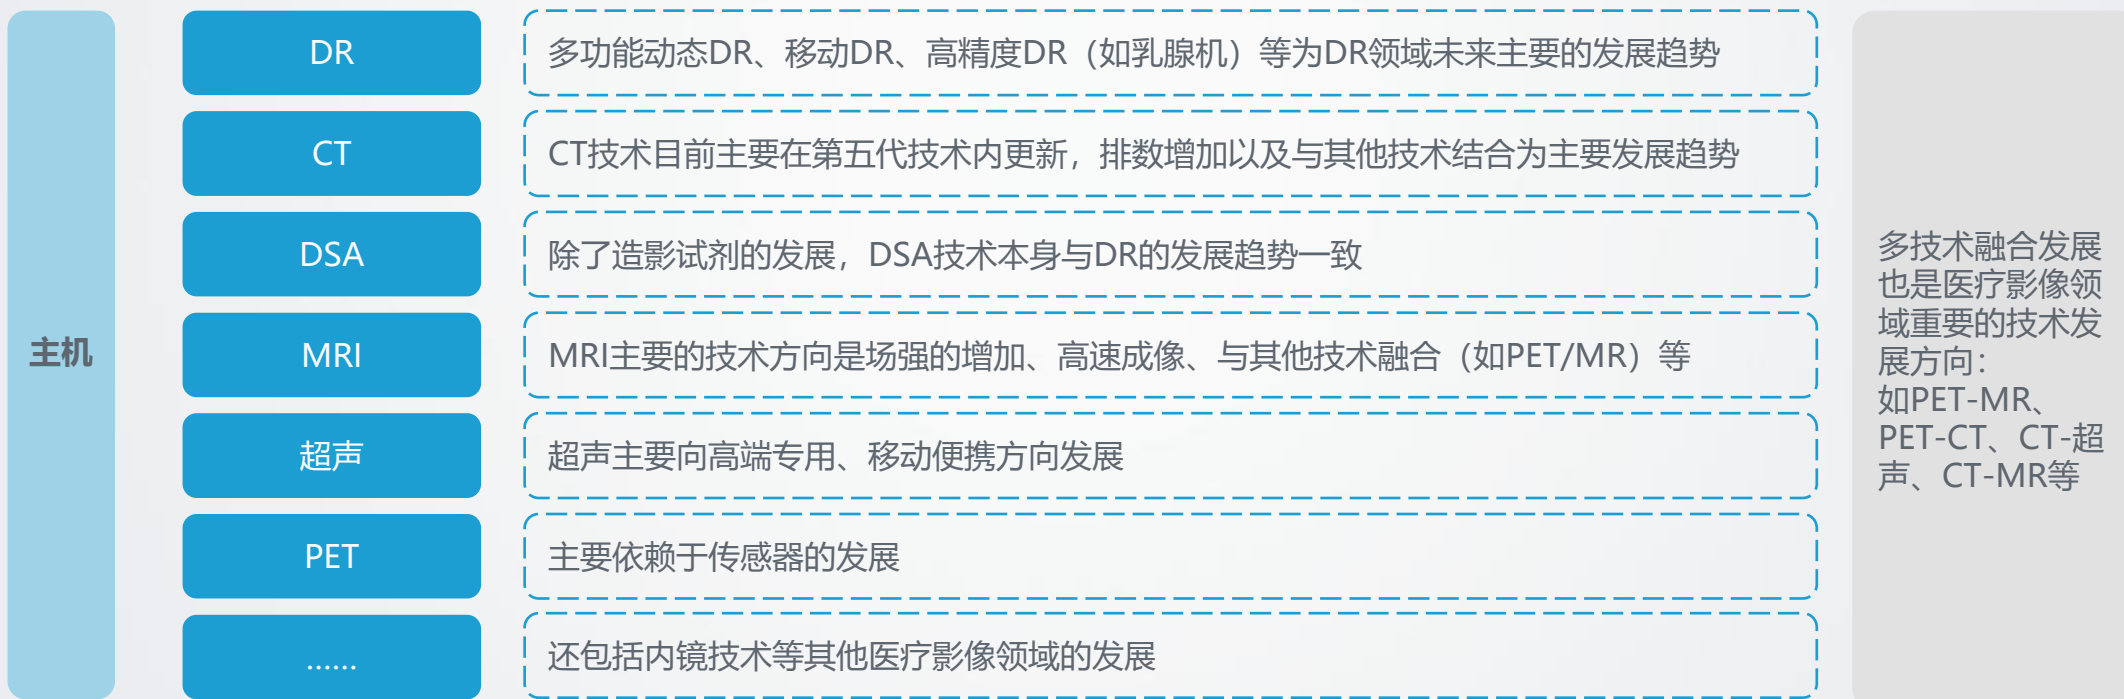 主机
DR
多功能动态DR、移动DR、高精度DR（如乳腺机）等为DR领域未来主要的发展趋势
CT
CT技术目前主要在第五代技术内更新，排数增加以及与其他技术结合为主要发展趋势
DSA
除了造影试剂的发展，DSA技术本身与DR的发展趋势一致
MRI
MRI主要的技术方向是场强的增加、高速成像、与其他技术融合（如PET/MR）等
超声
超声主要向高端专用、移动便携方向发展
PET
主要依赖于传感器的发展
……
还包括内镜技术等其他医疗影像领域的发展
多技术融合发展
也是医疗影像领
域重要的技术发
展方向：
如PET-MR、
PET-CT、CT-超
声、CT-MR等